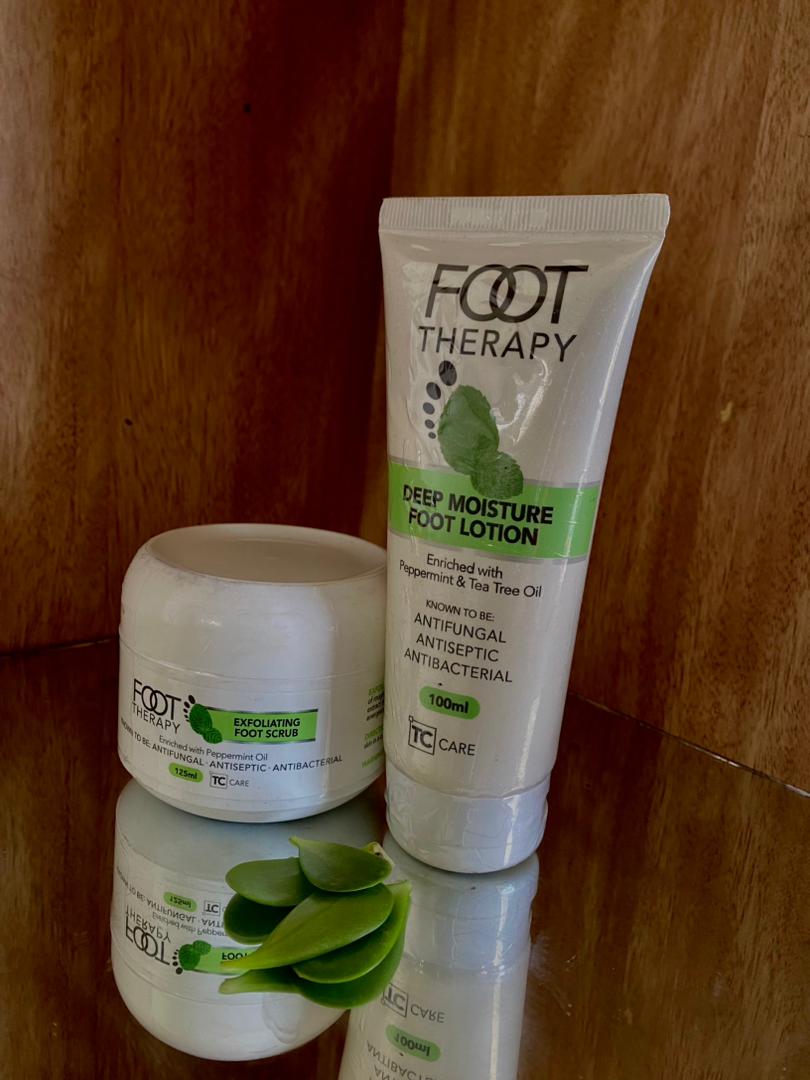 FOOT
THERAPY
DEEP MOISTURE
FOOT LOTION
Enriched with
Peppermint & Tea Tree Oil
KNOWN TO BE:
ANTIFUNGAL
ANTISEPTIC
ANTIBACTERIAL
100ml
TC CARE
FOOT
THERAPY
EXFOLIATING
FOOT SCRUB
Enriched with Peppermint Oil
KNOWN TO BE: ANTIFUNGAL · ANTISEPTIC · ANTIBACTERIAL
125ml
TC CARE